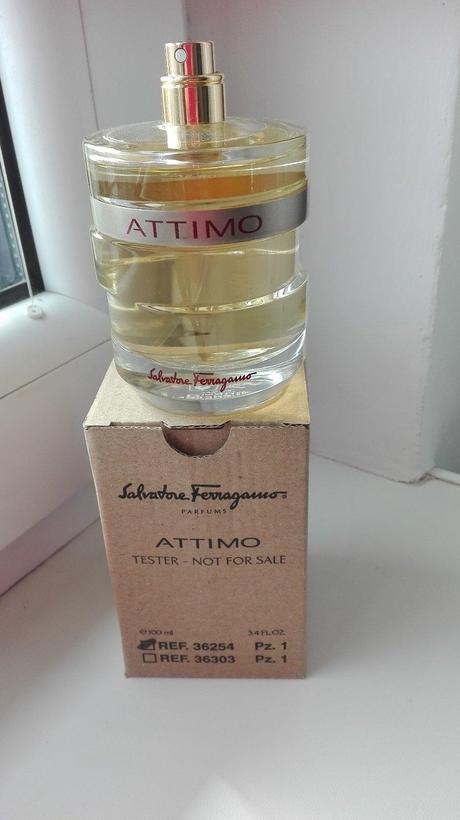 ATTIMO
Salvatore Ferragamo
Salvatore Ferragamo
PARFUMS
ATTIMO
TESTER - NOT FOR SALE
℮ 100 ml 3.4 FL.OZ.
REF. 36254 Pz. 1
REF. 36303 Pz. 1